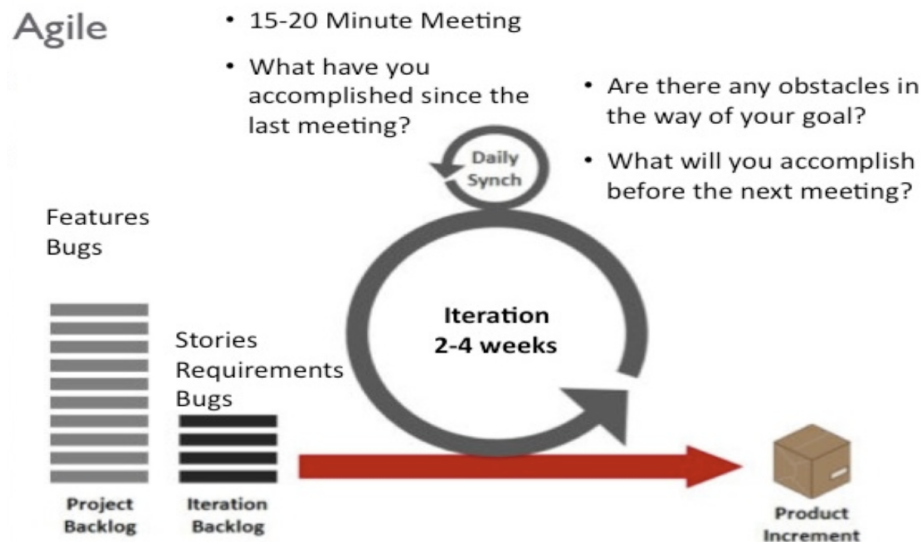 Agile
• 15-20 Minute Meeting
• What have you
accomplished since the
last meeting?
• Are there any obstacles in
the way of your goal?
• What will you accomplish
before the next meeting?
Daily
Synch
Features
Bugs
Iteration
2-4 weeks
Stories
Requirements
Bugs
Project
Backlog
Iteration
Backlog
Product
Increment